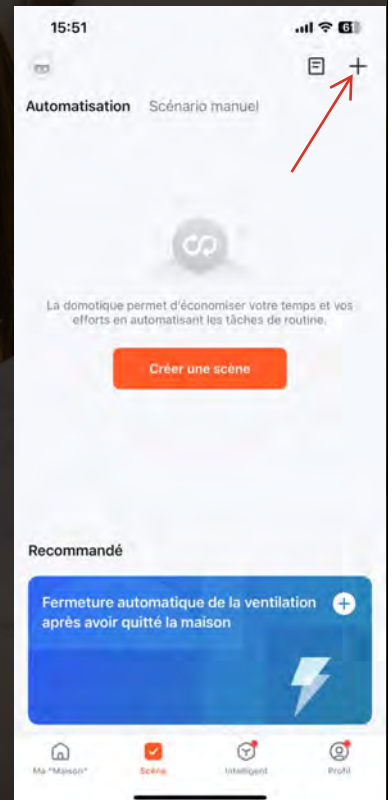 15:51
Automatisation Scénario manuel
La domotique permet d'économiser votre temps et vos
efforts en automatisant les tâches de routine.
Créer une scène
Recommandé
Fermeture automatique de la ventilation
après avoir quitté la maison
Ma "Maison" Scène Intelligent Profil